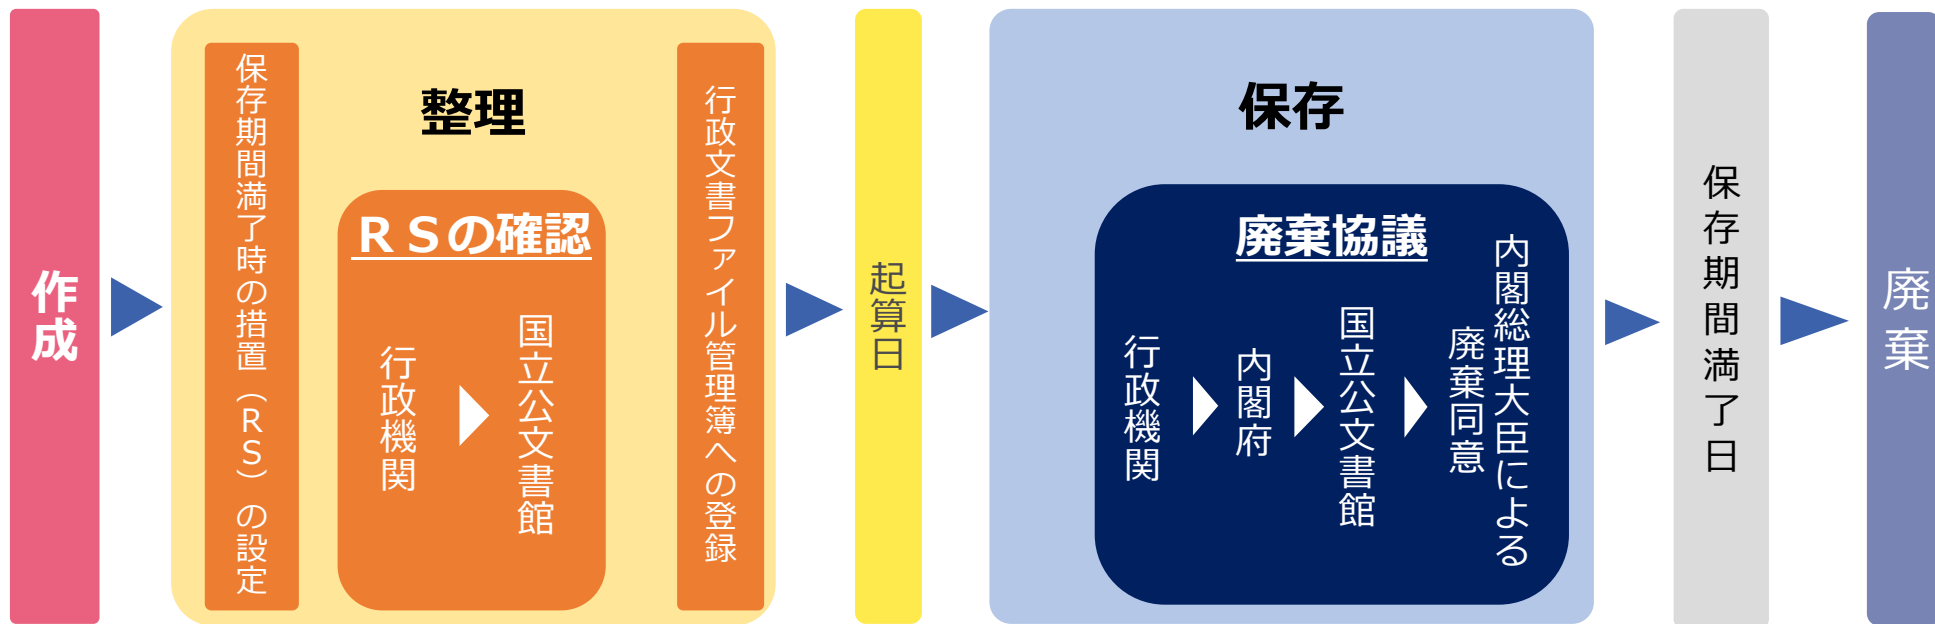 作成
整理
保存期間満了時の措置（ＲＳ）の設定
ＲＳの確認
行政機関
国立公文書館
行政文書ファイル管理簿への登録
起算日
保存
廃棄協議
行政機関
内閣府
国立公文書館
内閣総理大臣による
廃棄同意
保存期間満了日
廃棄